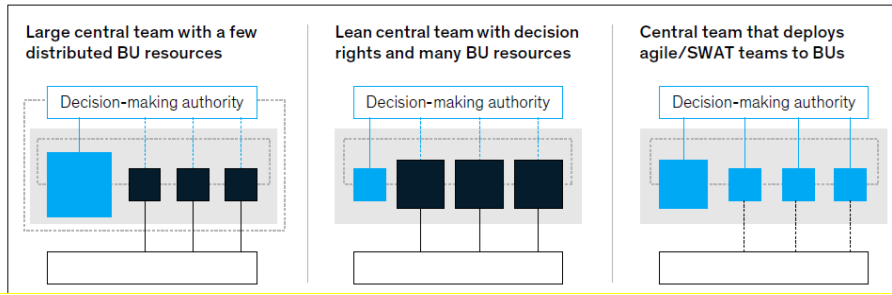 Large central team with a few
distributed BU resources
Decision-making authority
Lean central team with decision
rights and many BU resources
Decision-making authority
Central team that deploys
agile/SWAT teams to BUs
Decision-making authority